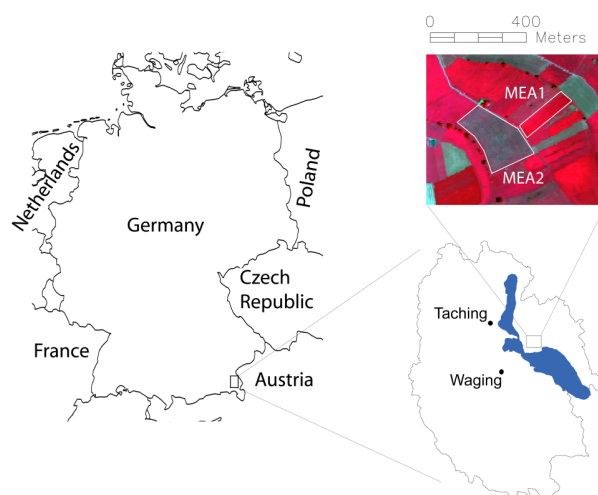 0 400
Meters
MEA1
MEA2
Netherlands
Poland
Germany
Czech
Republic
France
Austria
Taching
Waging